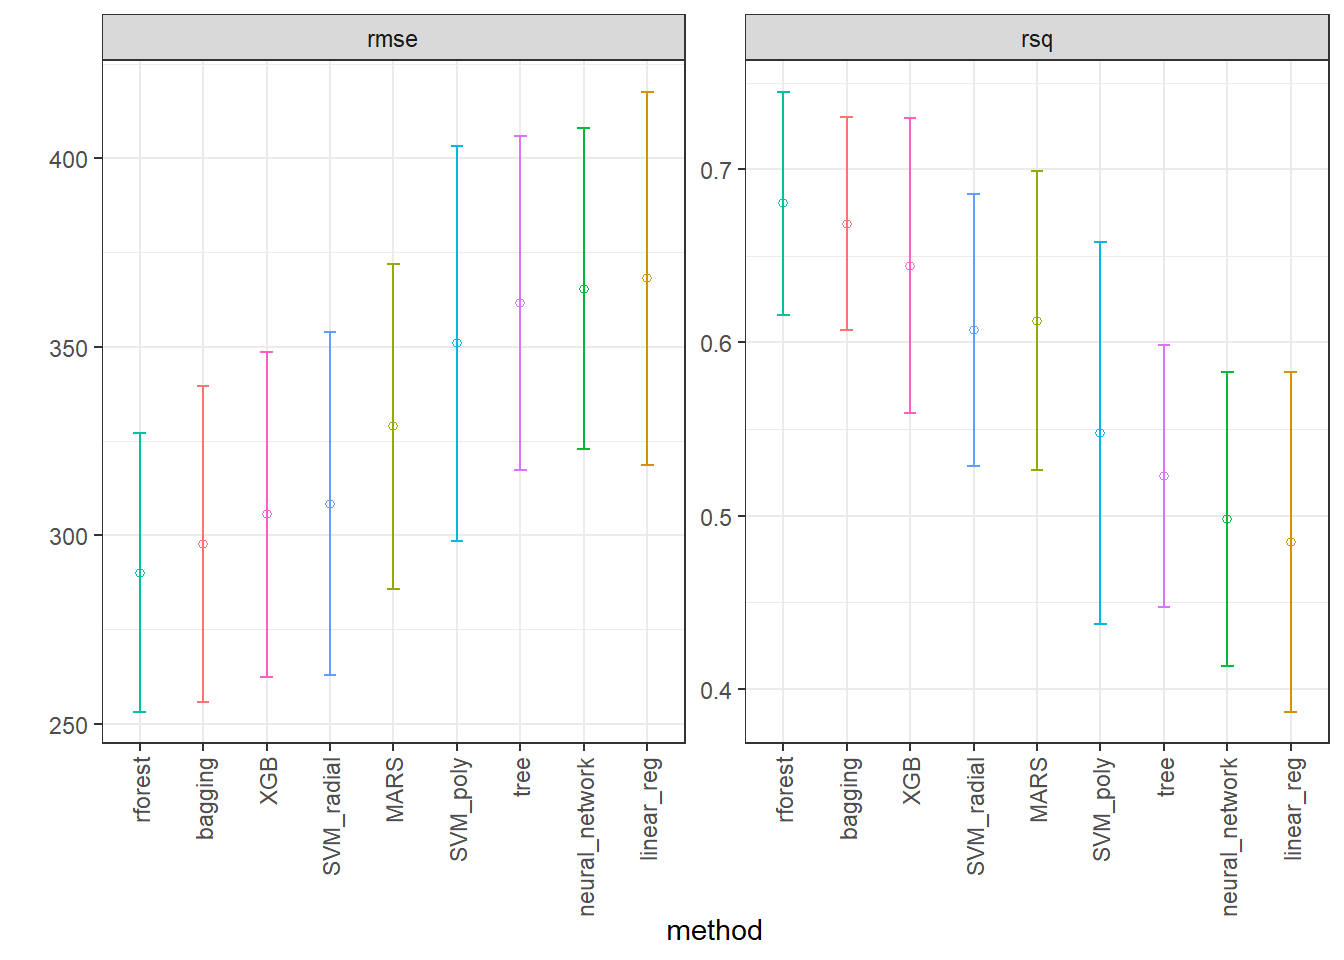 rmse
rsq
400
350
300
250
0.7
0.6
0.5
0.4
rforest
bagging
XGB
SVM_radial
MARS
SVM_poly
tree
neural_network
linear_reg
rforest
bagging
XGB
SVM_radial
MARS
SVM_poly
tree
neural_network
linear_reg
method